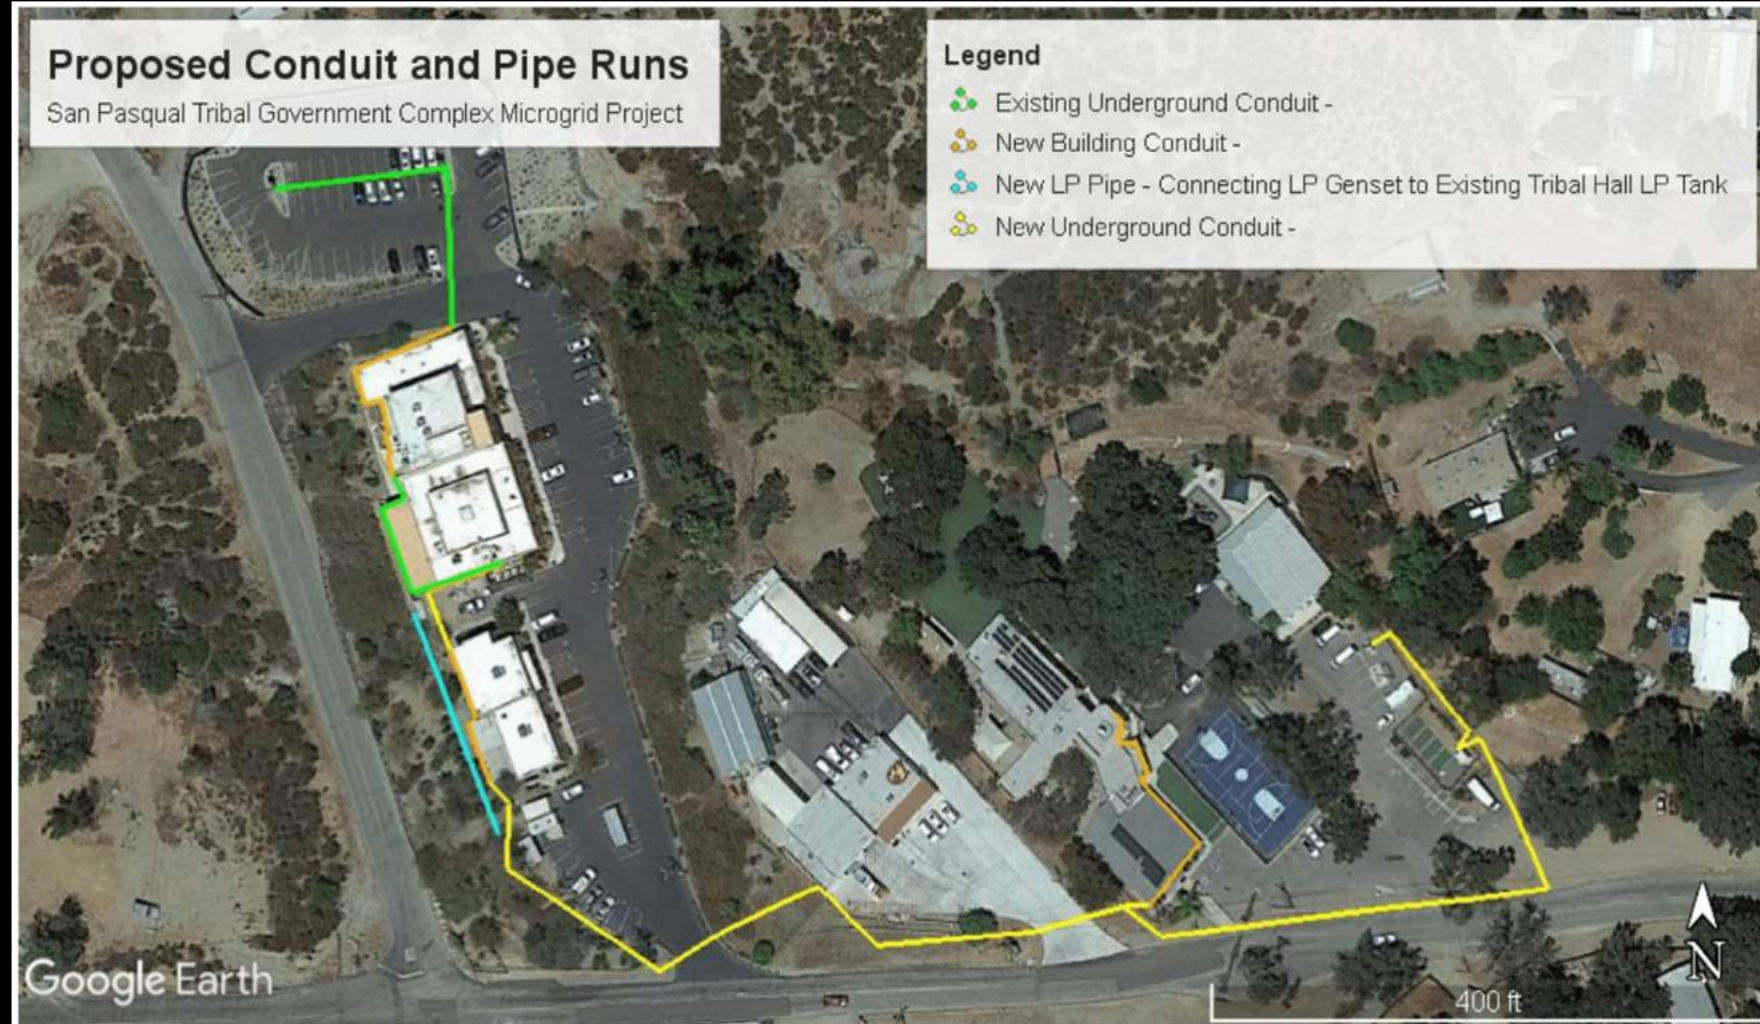 Proposed Conduit and Pipe Runs
San Pasqual Tribal Government Complex Microgrid Project
Legend
Existing Underground Conduit -
New Building Conduit -
New LP Pipe - Connecting LP Genset to Existing Tribal Hall LP Tank
New Underground Conduit -
Google Earth
N
400 ft